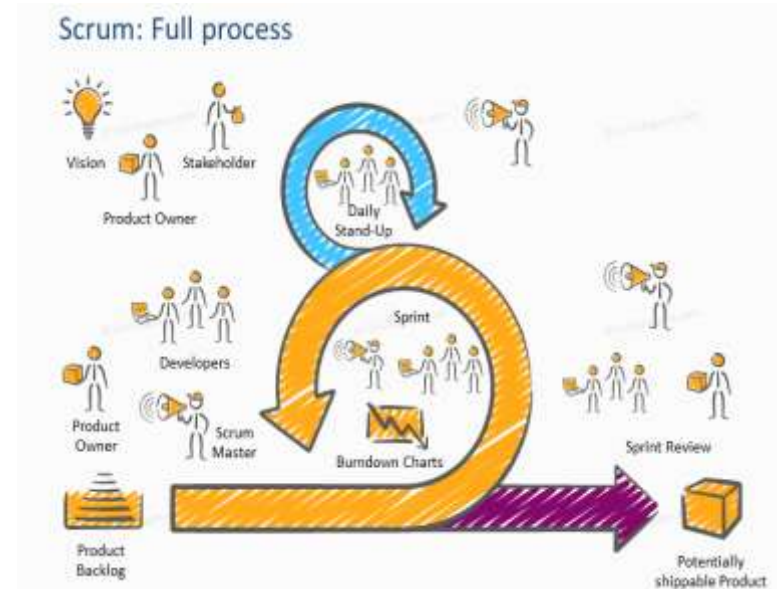 Scrum: Full process
Vision
Stakeholder
Product Owner
Daily
Stand-Up
Developers
Sprint
Product
Owner
Scrum
Master
Burndown Charts
Sprint Review
Product
Backlog
Potentially
shippable Product